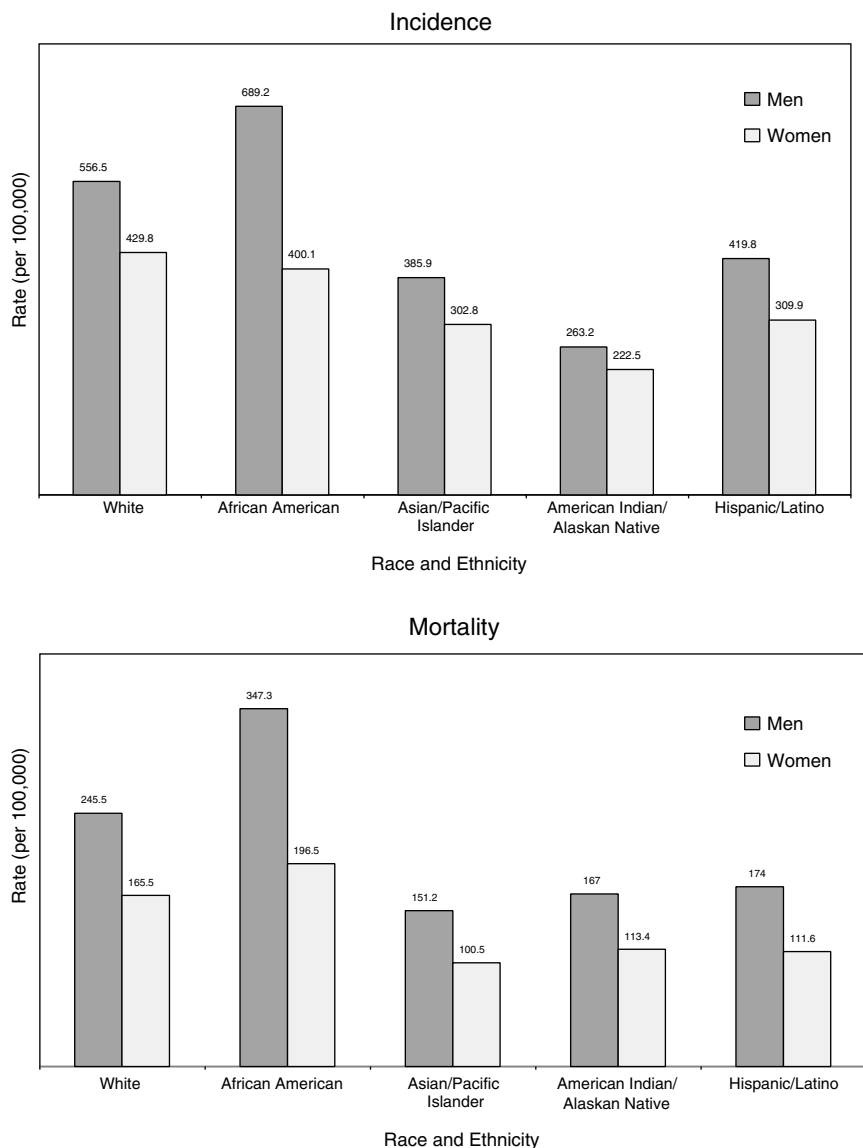 Incidence
Rate (per 100,000)
Men
Women
556.5
429.8
689.2
400.1
385.9
302.8
263.2
222.5
419.8
309.9
White
African American
Asian/Pacific
Islander
American Indian/
Alaskan Native
Hispanic/Latino
Race and Ethnicity
Mortality
Rate (per 100,000)
Men
Women
245.5
165.5
347.3
196.5
151.2
100.5
167
113.4
174
111.6
White
African American
Asian/Pacific
Islander
American Indian/
Alaskan Native
Hispanic/Latino
Race and Ethnicity